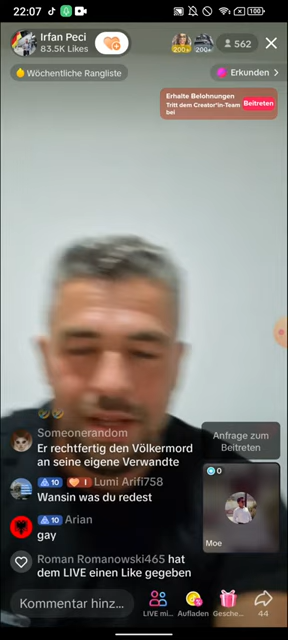 22:07
100
Irfan Peci
83.5K Likes
200+
200+
562
Wöchentliche Rangliste
Erkunden
Erhalte Belohnungen
Tritt dem Creator*in-Team bei
Beitreten
Someonerandom
Er rechtfertig den Völkermord
an seine eigene Verwandte
Anfrage zum
Beitreten
10 I Lumi Arifi758
Wansin was du redest
0
10 Arian
gay
Moe
Roman Romanowski465 hat
dem LIVE einen Like gegeben
Kommentar hinz...
LIVE mi...
Aufladen
Gesche...
44